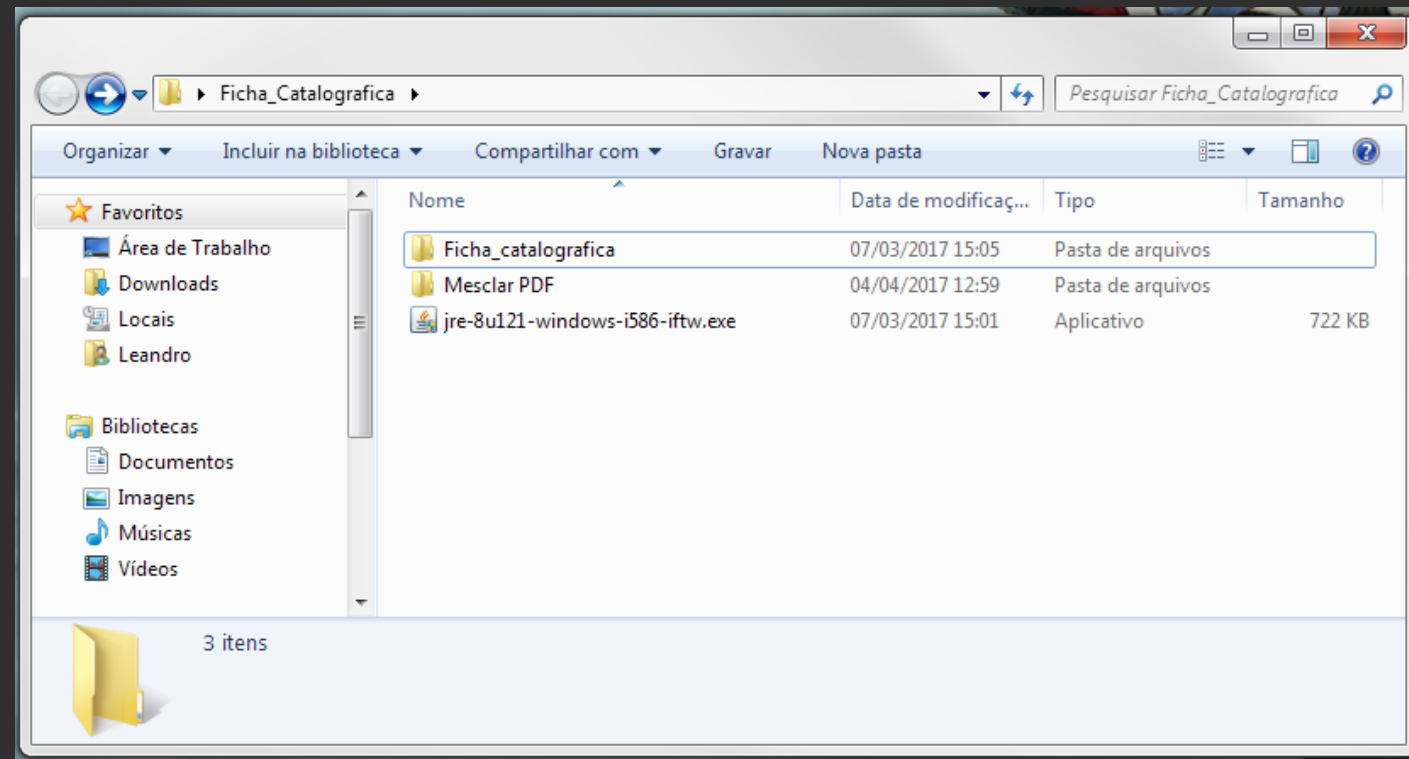 Ficha_Catalografica
Pesquisar Ficha_Catalografica
Organizar Incluir na biblioteca Compartilhar com Gravar Nova pasta
Favoritos
Área de Trabalho
Downloads
Locais
Leandro
Bibliotecas
Documentos
Imagens
Músicas
Vídeos
Nome Data de modificaç... Tipo Tamanho
Ficha_catalografica 07/03/2017 15:05 Pasta de arquivos
Mesclar PDF 04/04/2017 12:59 Pasta de arquivos
jre-8u121-windows-i586-iftw.exe 07/03/2017 15:01 Aplicativo 722 KB
3 itens